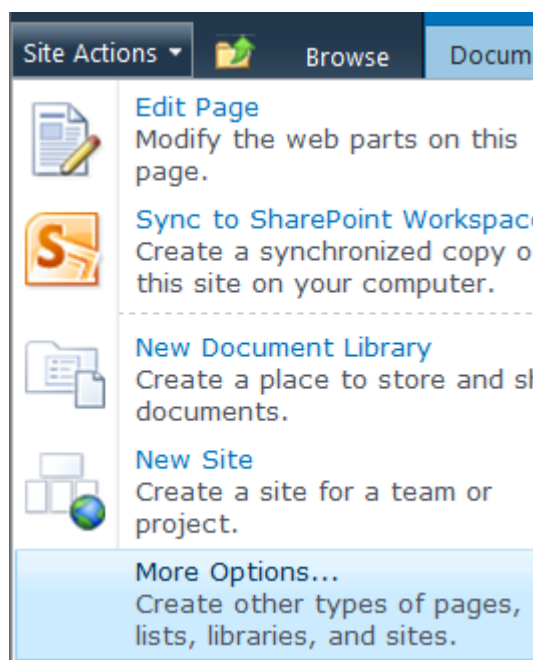 Site Actions Browse Docum
Edit Page
Modify the web parts on this
page.
Sync to SharePoint Workspac
Create a synchronized copy o
this site on your computer.
New Document Library
Create a place to store and sh
documents.
New Site
Create a site for a team or
project.
More Options...
Create other types of pages,
lists, libraries, and sites.